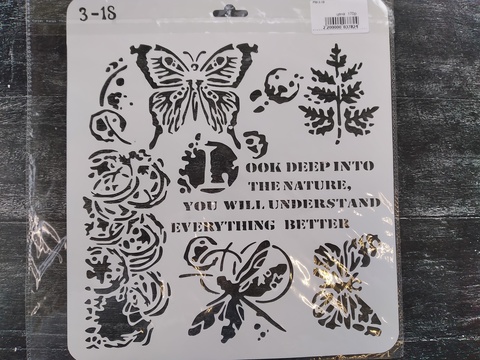 3-18
L
OOK DEEP INTO
THE NATURE,
YOU WILL UNDERSTAND
EVERYTHING BETTER